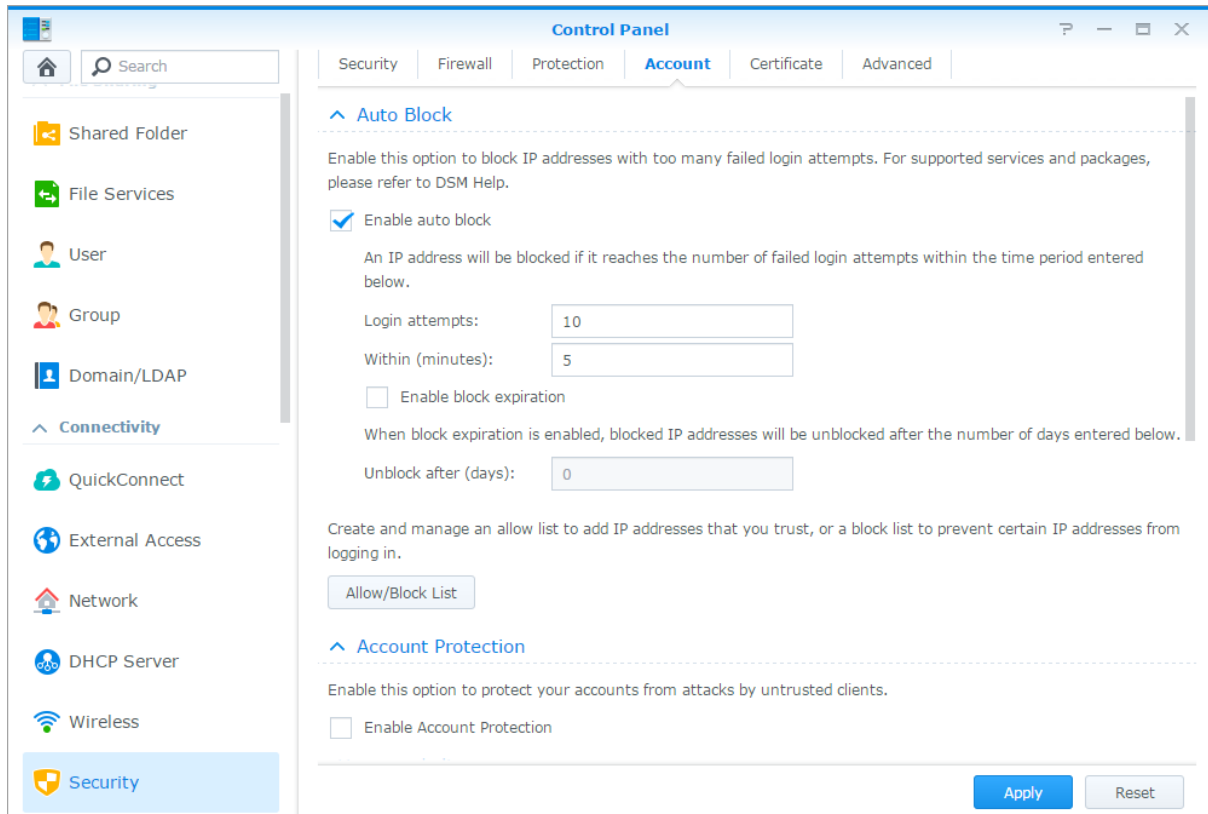 Control Panel
Search
Shared Folder
File Services
User
Group
Domain/LDAP
Connectivity
QuickConnect
External Access
Network
DHCP Server
Wireless
Security
Security Firewall Protection Account Certificate Advanced
Auto Block
Enable this option to block IP addresses with too many failed login attempts. For supported services and packages,
please refer to DSM Help.
Enable auto block
An IP address will be blocked if it reaches the number of failed login attempts within the time period entered
below.
Login attempts: 10
Within (minutes): 5
Enable block expiration
When block expiration is enabled, blocked IP addresses will be unblocked after the number of days entered below.
Unblock after (days): 0
Create and manage an allow list to add IP addresses that you trust, or a block list to prevent certain IP addresses from
logging in.
Allow/Block List
Account Protection
Enable this option to protect your accounts from attacks by untrusted clients.
Enable Account Protection
Apply Reset